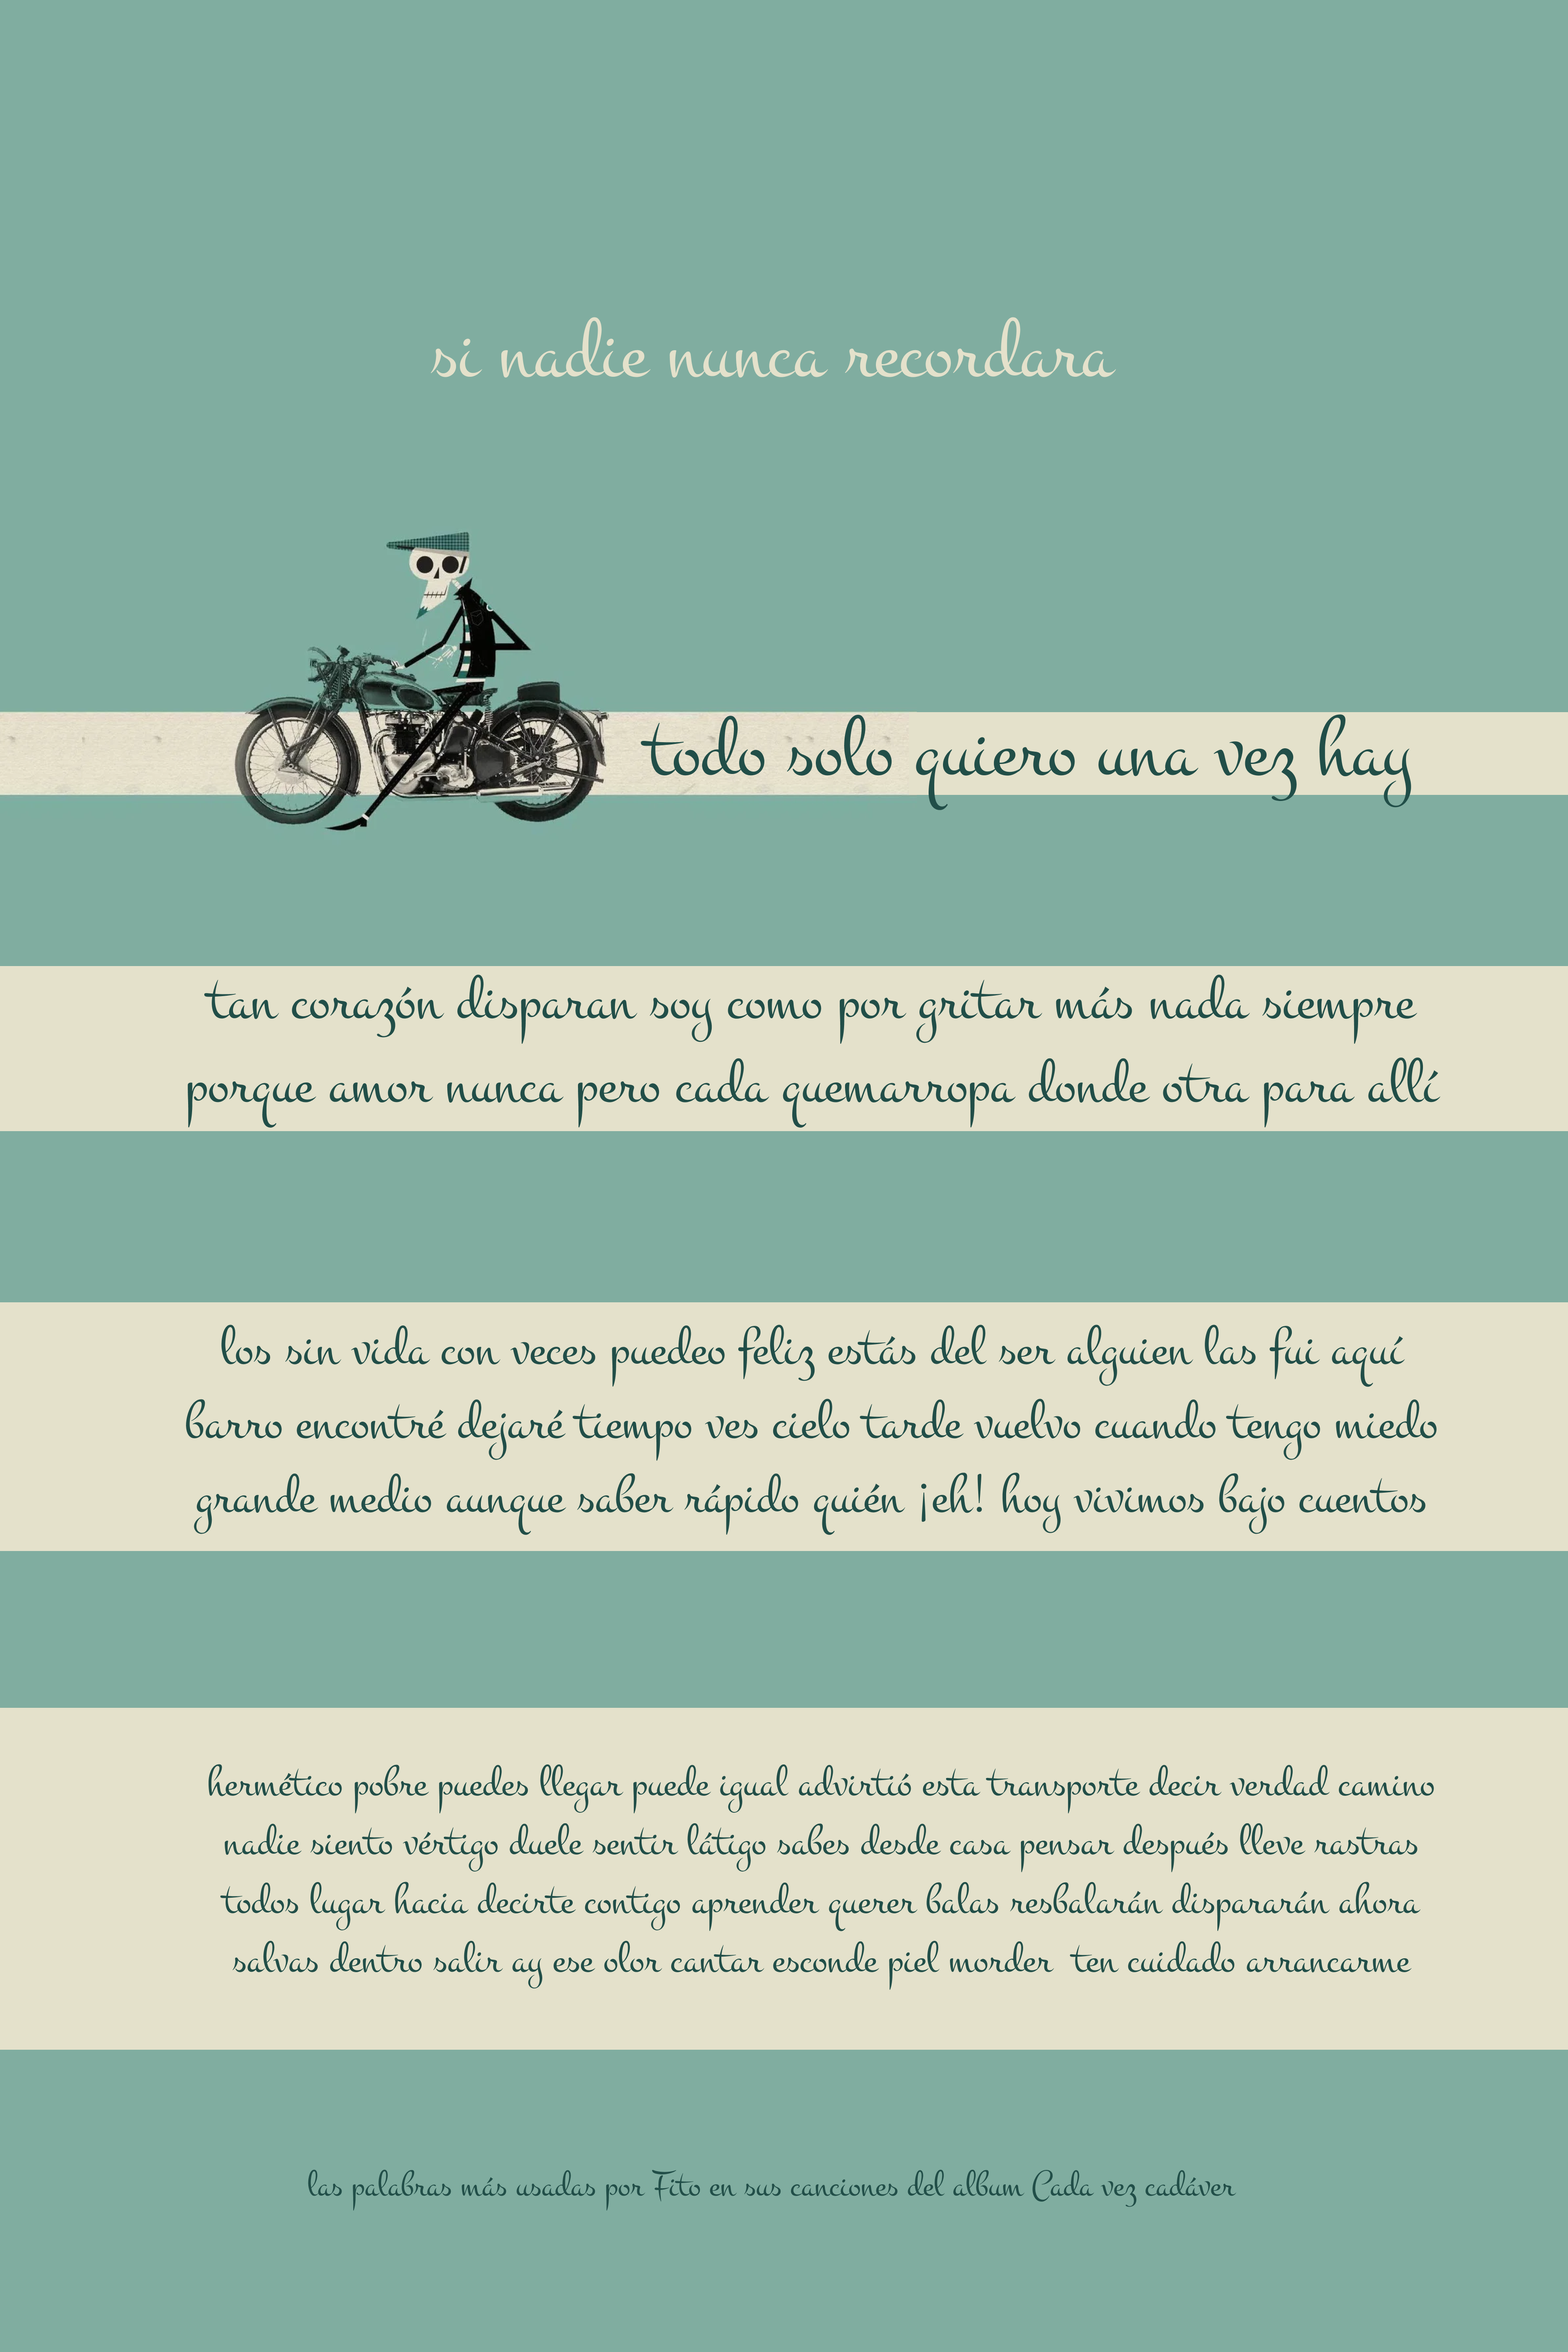 si nadie nunca recordara
todo solo quiero una vez hay
tan corazón disparan soy como por gritar más nada siempre
porque amor nunca pero cada quemarropa donde otra para allí
los sin vida con veces puedeo feliz estás del ser alguien las fui aquí
barro encontré dejaré tiempo ves cielo tarde vuelvo cuando tengo miedo
grande medio aunque saber rápido quién ¡eh! hoy vivimos bajo cuentos
hermético pobre puedes llegar puede igual advirtió esta transporte decir verdad camino
nadie siento vértigo duele sentir látigo sabes desde casa pensar después lleve rastras
todos lugar hacia decirte contigo aprender querer balas resbalarán dispararán ahora
salvas dentro salir ay ese olor cantar esconde piel morder ten cuidado arrancarme
las palabras más usadas por Fito en sus canciones del album Cada vez cadáver